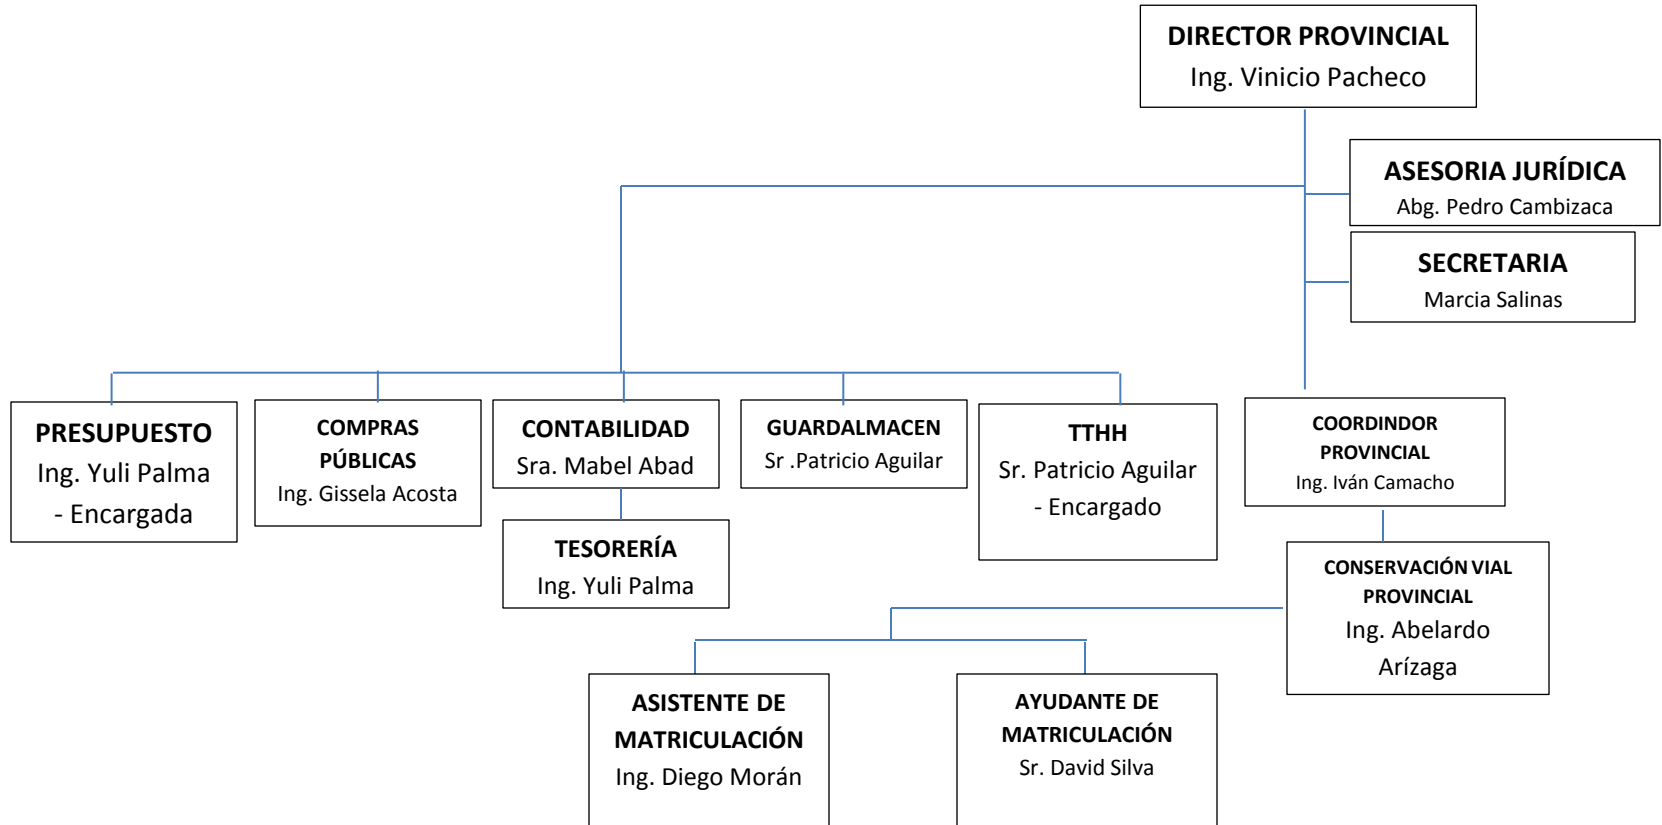 DIRECTOR PROVINCIAL
Ing. Vinicio Pacheco
ASESORIA JURÍDICA
Abg. Pedro Cambizaca
SECRETARIA
Marcia Salinas
PRESUPUESTO
Ing. Yuli Palma
- Encargada
COMPRAS
PÚBLICAS
Ing. Gissela Acosta
CONTABILIDAD
Sra. Mabel Abad
GUARDALMACEN
Sr .Patricio Aguilar
TTHH
Sr. Patricio Aguilar
- Encargado
COORDINDOR
PROVINCIAL
Ing. Iván Camacho
TESORERÍA
Ing. Yuli Palma
CONSERVACIÓN VIAL
PROVINCIAL
Ing. Abelardo
Arízaga
ASISTENTE DE
MATRICULACIÓN
Ing. Diego Morán
AYUDANTE DE
MATRICULACIÓN
Sr. David Silva